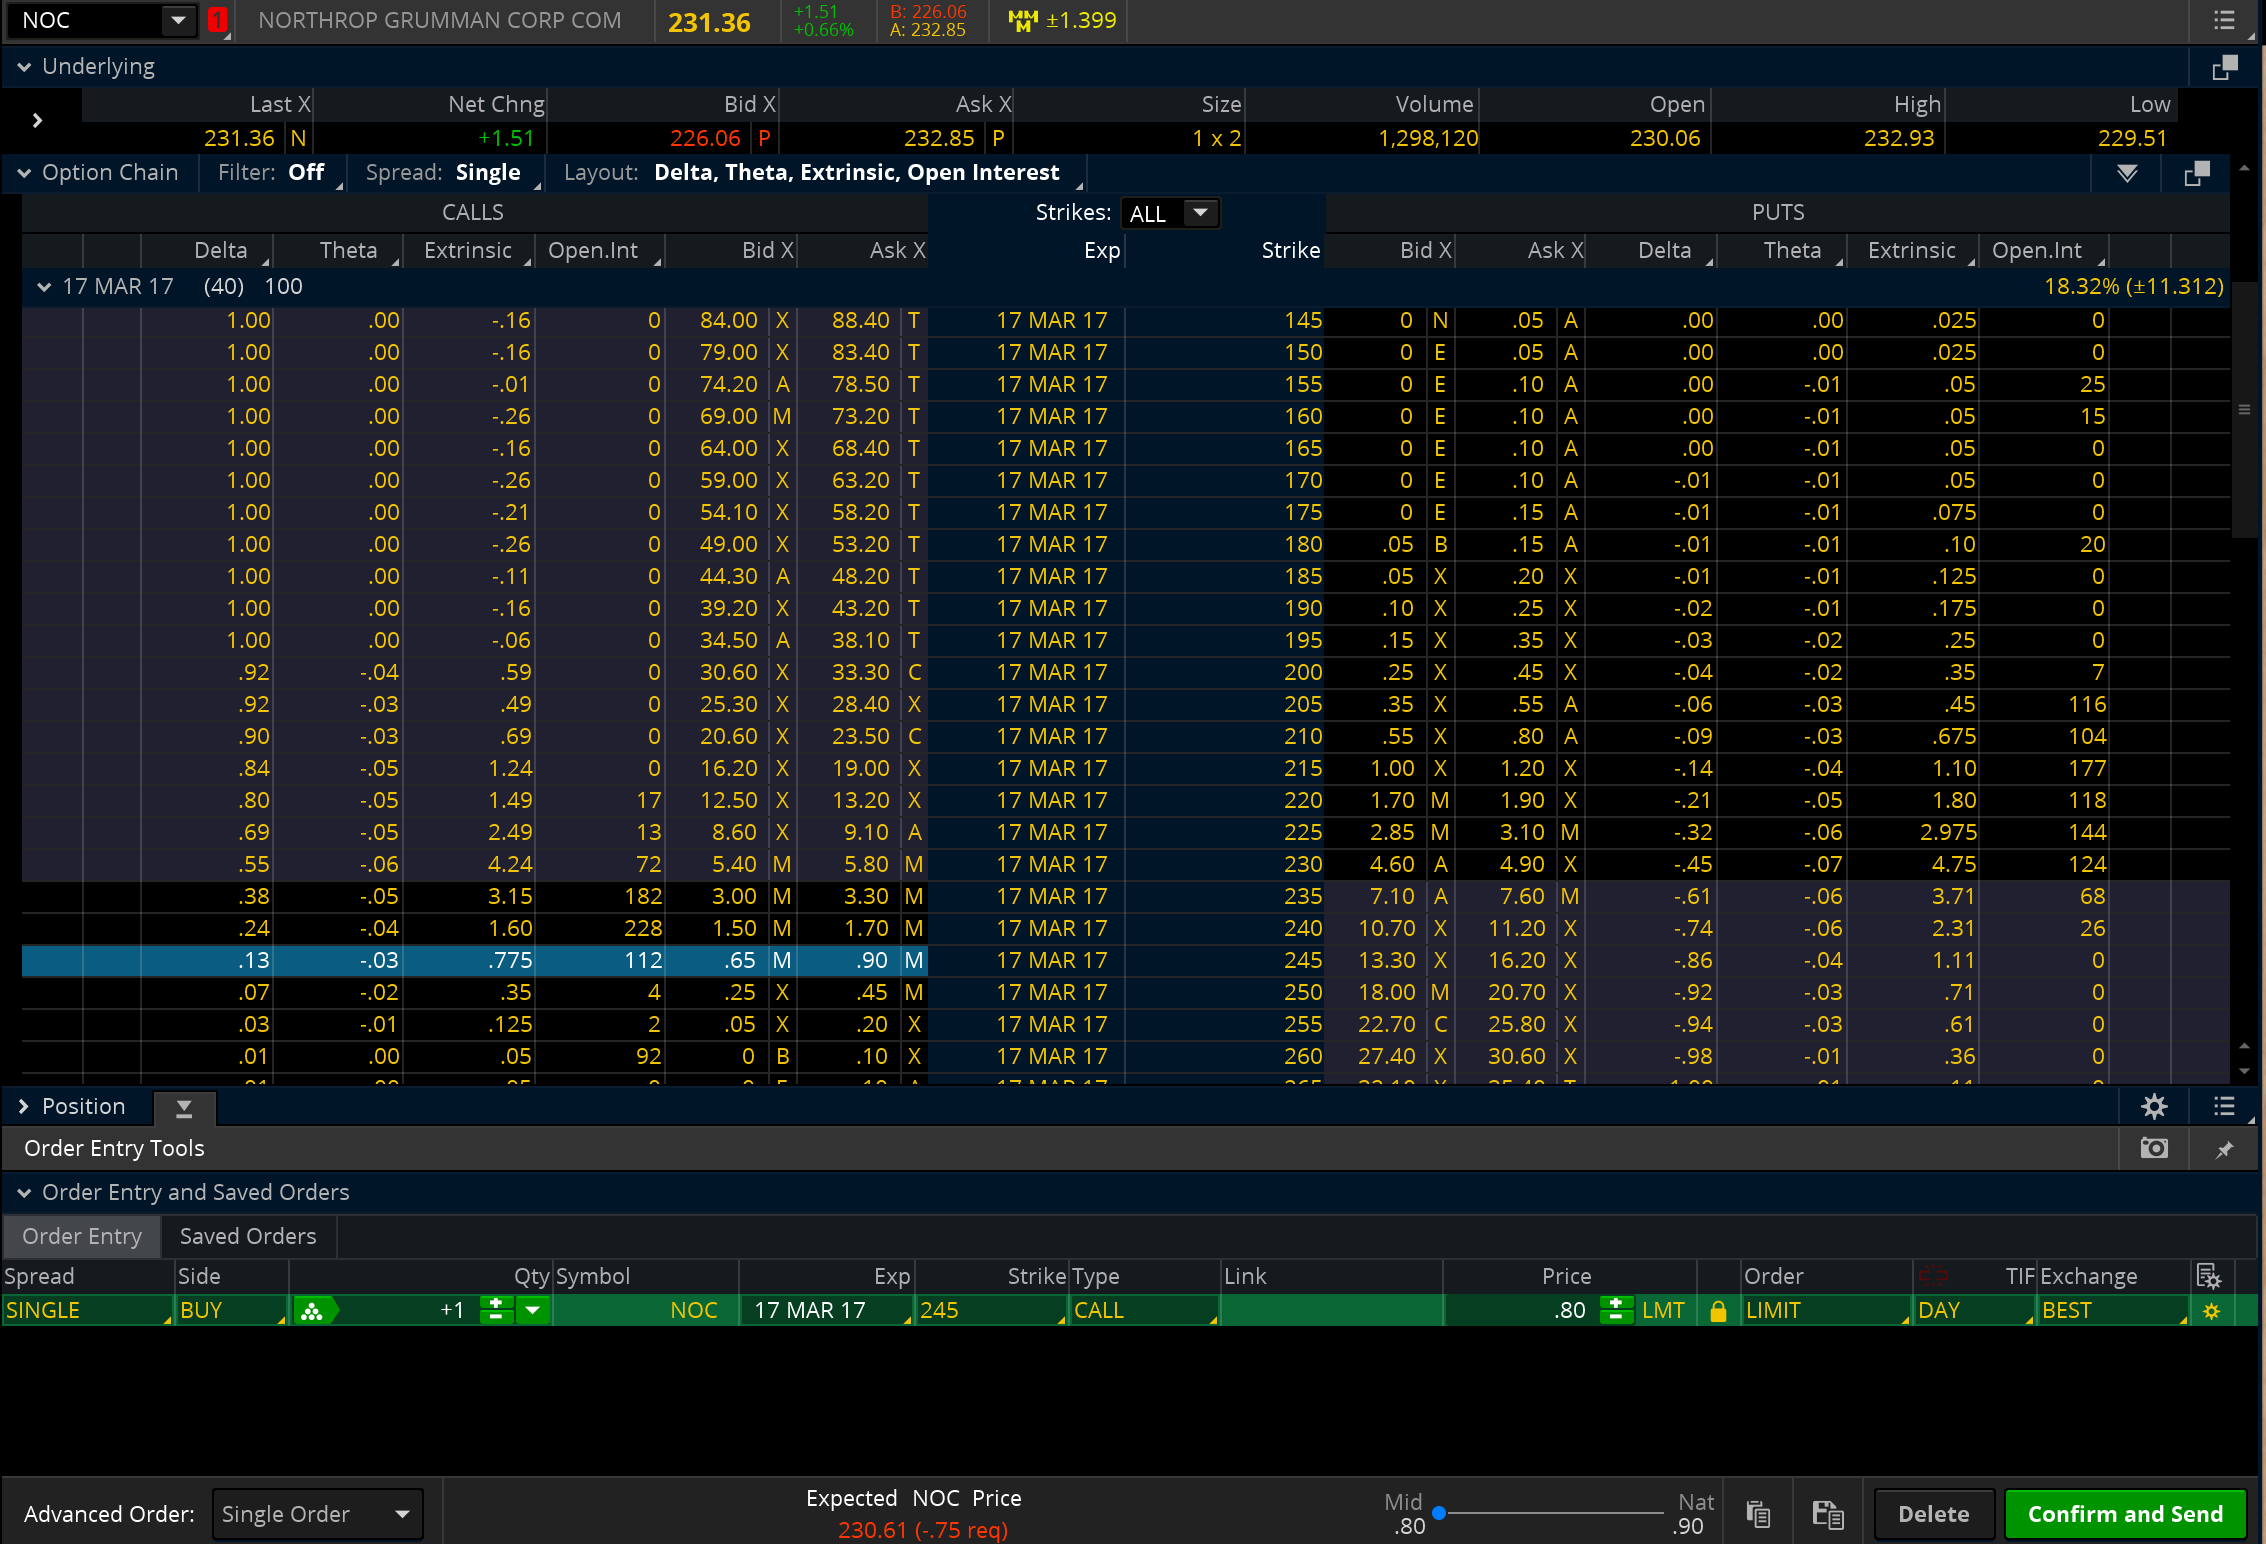 NOC 1 NORTHROP GRUMMAN CORP COM 231.36 +1.51 +0.66% B: 226.06 A: 232.85 MMM ±1.399
Underlying
Last X Net Chng Bid X Ask X Size Volume Open High Low
231.36 N +1.51 226.06 P 232.85 P 1 x 2 1,298,120 230.06 232.93 229.51
Option Chain Filter: Off Spread: Single Layout: Delta, Theta, Extrinsic, Open Interest
CALLS Strikes: ALL PUTS
Delta Theta Extrinsic Open.Int Bid X Ask X Exp Strike Bid X Ask X Delta Theta Extrinsic Open.Int
17 MAR 17 (40) 100 18.32% (±11.312)
1.00 .00 -.16 0 84.00 X 88.40 T 17 MAR 17 145 0 N .05 A .00 .00 .025 0
1.00 .00 -.16 0 79.00 X 83.40 T 17 MAR 17 150 0 E .05 A .00 .00 .025 0
1.00 .00 -.01 0 74.20 A 78.50 T 17 MAR 17 155 0 E .10 A .00 -.01 .05 25
1.00 .00 -.26 0 69.00 M 73.20 T 17 MAR 17 160 0 E .10 A .00 -.01 .05 15
1.00 .00 -.16 0 64.00 X 68.40 T 17 MAR 17 165 0 E .10 A .00 -.01 .05 0
1.00 .00 -.26 0 59.00 X 63.20 T 17 MAR 17 170 0 E .10 A -.01 -.01 .05 0
1.00 .00 -.21 0 54.10 X 58.20 T 17 MAR 17 175 0 E .15 A -.01 -.01 .075 0
1.00 .00 -.26 0 49.00 X 53.20 T 17 MAR 17 180 .05 B .15 A -.01 -.01 .10 20
1.00 .00 -.11 0 44.30 A 48.20 T 17 MAR 17 185 .05 X .20 X -.01 -.01 .125 0
1.00 .00 -.16 0 39.20 X 43.20 T 17 MAR 17 190 .10 X .25 X -.02 -.01 .175 0
1.00 .00 -.06 0 34.50 A 38.10 T 17 MAR 17 195 .15 X .35 X -.03 -.02 .25 0
.92 -.04 .59 0 30.60 X 33.30 C 17 MAR 17 200 .25 X .45 X -.04 -.02 .35 7
.92 -.03 .49 0 25.30 X 28.40 X 17 MAR 17 205 .35 X .55 A -.06 -.03 .45 116
.90 -.03 .69 0 20.60 X 23.50 C 17 MAR 17 210 .55 X .80 A -.09 -.03 .675 104
.84 -.05 1.24 0 16.20 X 19.00 X 17 MAR 17 215 1.00 X 1.20 X -.14 -.04 1.10 177
.80 -.05 1.49 17 12.50 X 13.20 X 17 MAR 17 220 1.70 M 1.90 X -.21 -.05 1.80 118
.69 -.05 2.49 13 8.60 X 9.10 A 17 MAR 17 225 2.85 M 3.10 M -.32 -.06 2.975 144
.55 -.06 4.24 72 5.40 M 5.80 M 17 MAR 17 230 4.60 A 4.90 X -.45 -.07 4.75 124
.38 -.05 3.15 182 3.00 M 3.30 M 17 MAR 17 235 7.10 A 7.60 M -.61 -.06 3.71 68
.24 -.04 1.60 228 1.50 M 1.70 M 17 MAR 17 240 10.70 X 11.20 X -.74 -.06 2.31 26
.13 -.03 .775 112 .65 M .90 M 17 MAR 17 245 13.30 X 16.20 X -.86 -.04 1.11 0
.07 -.02 .35 4 .25 X .45 M 17 MAR 17 250 18.00 M 20.70 X -.92 -.03 .71 0
.03 -.01 .125 2 .05 X .20 X 17 MAR 17 255 22.70 C 25.80 X -.94 -.03 .61 0
.01 .00 .05 92 0 B .10 X 17 MAR 17 260 27.40 X 30.60 X -.98 -.01 .36 0
Position
Order Entry Tools
Order Entry and Saved Orders
Order Entry Saved Orders
Spread Side Qty Symbol Exp Strike Type Link Price Order TIF Exchange
SINGLE BUY +1 NOC 17 MAR 17 245 CALL .80 LMT LIMIT DAY BEST
Advanced Order: Single Order Expected NOC Price 230.61 (-.75 req) Mid .80 Nat .90 Delete Confirm and Send